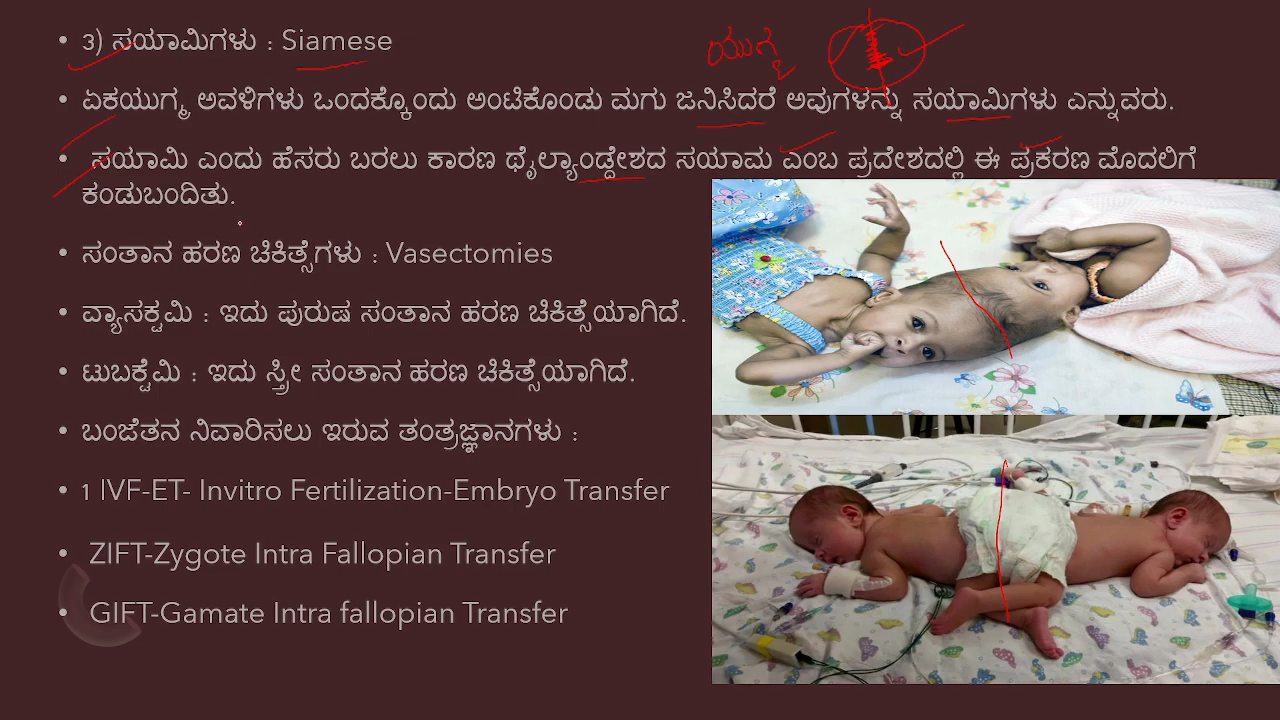 • 3) ಸಯಾಮಿಗಳು : Siamese
ಯುಗ್ಮ
• ಏಕಯುಗ್ಮ ಅವಳಿಗಳು ಒಂದಕ್ಕೊಂದು ಅಂಟಿಕೊಂಡು ಮಗು ಜನಿಸಿದರೆ ಅವುಗಳನ್ನು ಸಯಾಮಿಗಳು ಎನ್ನುವರು.
• ಸಯಾಮಿ ಎಂದು ಹೆಸರು ಬರಲು ಕಾರಣ ಥೈಲ್ಯಾಂಡ್ದೇಶದ ಸಯಾಮ ಎಂಬ ಪ್ರದೇಶದಲ್ಲಿ ಈ ಪ್ರಕರಣ ಮೊದಲಿಗೆ
ಕಂಡುಬಂದಿತು.
• ಸಂತಾನ ಹರಣ ಚಿಕಿತ್ಸೆಗಳು : Vasectomies
• ವ್ಯಾಸಕ್ಟಮಿ : ಇದು ಪುರುಷ ಸಂತಾನ ಹರಣ ಚಿಕಿತ್ಸೆಯಾಗಿದೆ.
• ಟುಬಕ್ಟೆಮಿ : ಇದು ಸ್ತ್ರೀ ಸಂತಾನ ಹರಣ ಚಿಕಿತ್ಸೆಯಾಗಿದೆ.
• ಬಂಜೆತನ ನಿವಾರಿಸಲು ಇರುವ ತಂತ್ರಜ್ಞಾನಗಳು :
• 1 IVF-ET- Invitro Fertilization-Embryo Transfer
• ZIFT-Zygote Intra Fallopian Transfer
• GIFT-Gamate Intra fallopian Transfer